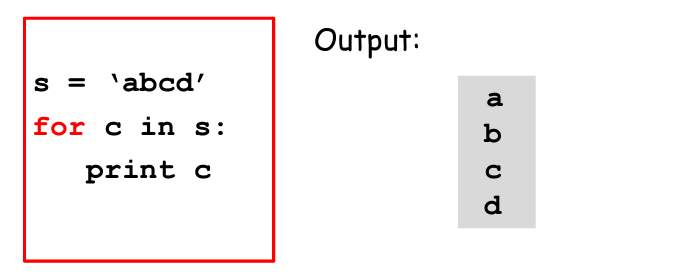 s = ‘abcd’
for c in s:
print c
Output:
a
b
c
d